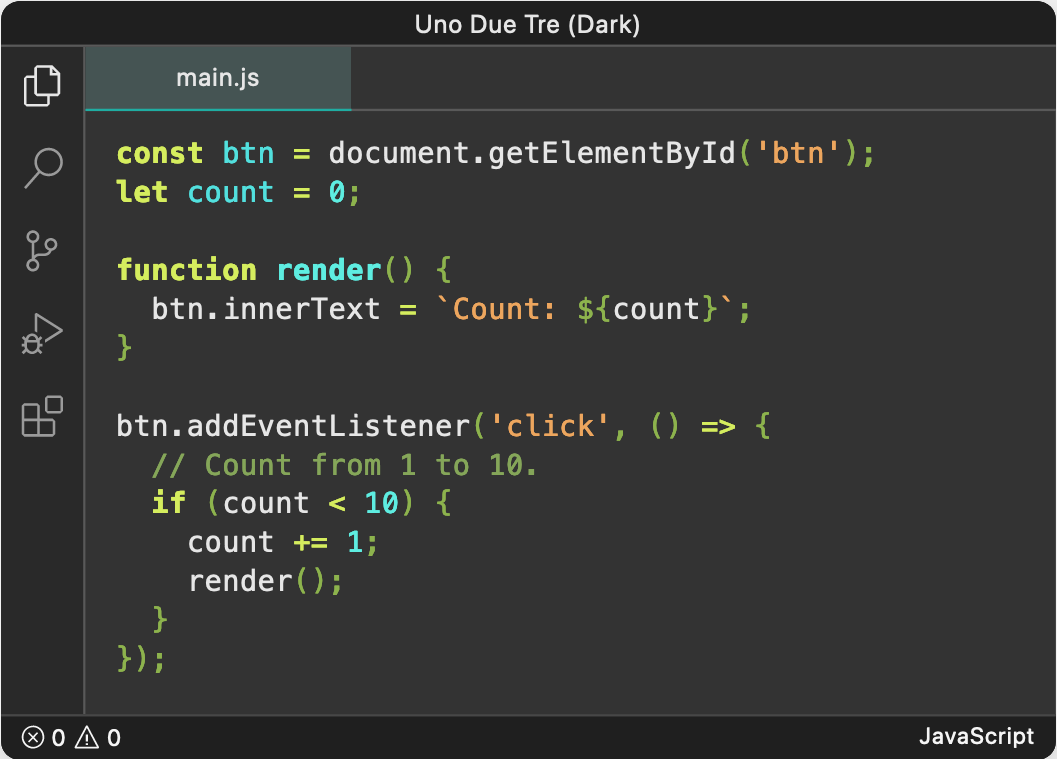 Uno Due Tre (Dark)
main.js
const btn = document.getElementById('btn');
let count = 0;

function render() {
  btn.innerText = `Count: ${count}`;
}

btn.addEventListener('click', () => {
  // Count from 1 to 10.
  if (count < 10) {
    count += 1;
    render();
  }
});
0 0
JavaScript